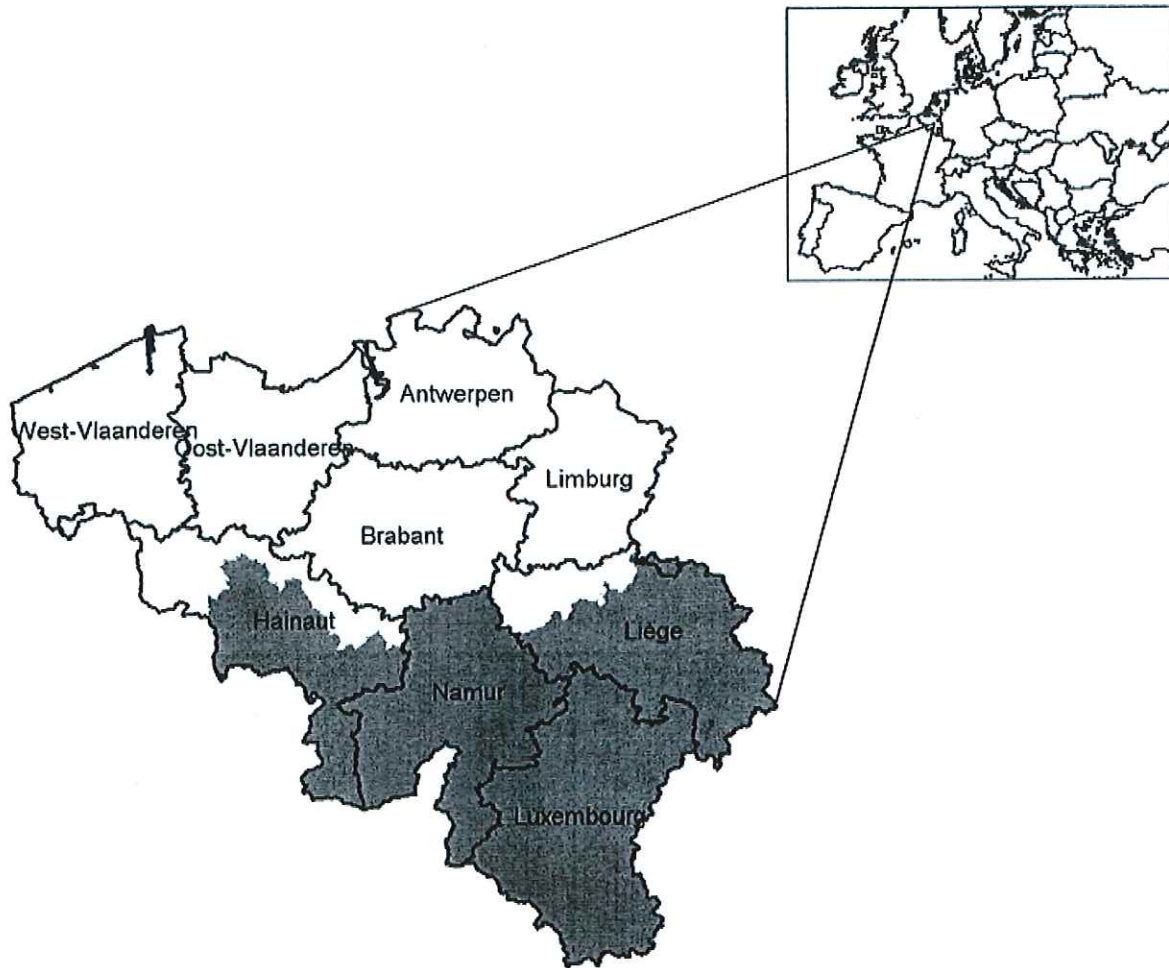 Antwerpen
West-Vlaanderen
Oost-Vlaanderen
Limburg
Brabant
Hainaut
Liège
Namur
Luxembourg